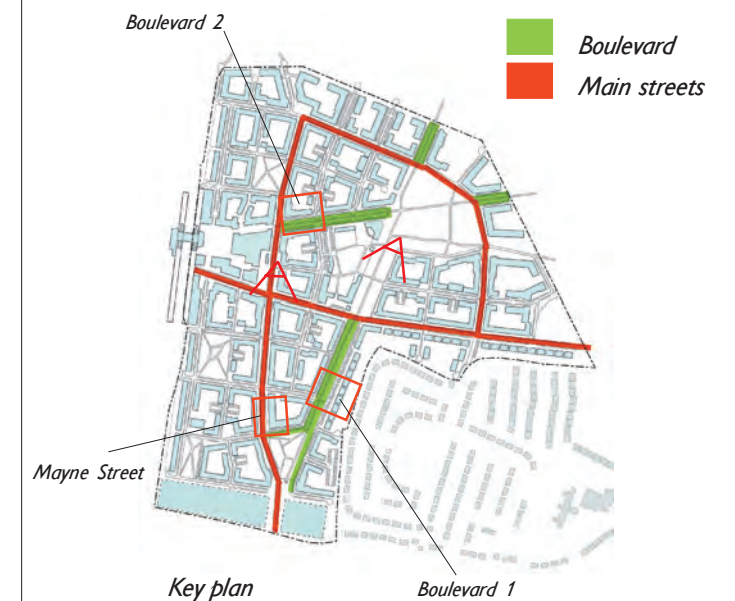 Boulevard 2
Boulevard
Main streets
Mayne Street
Key plan
Boulevard 1